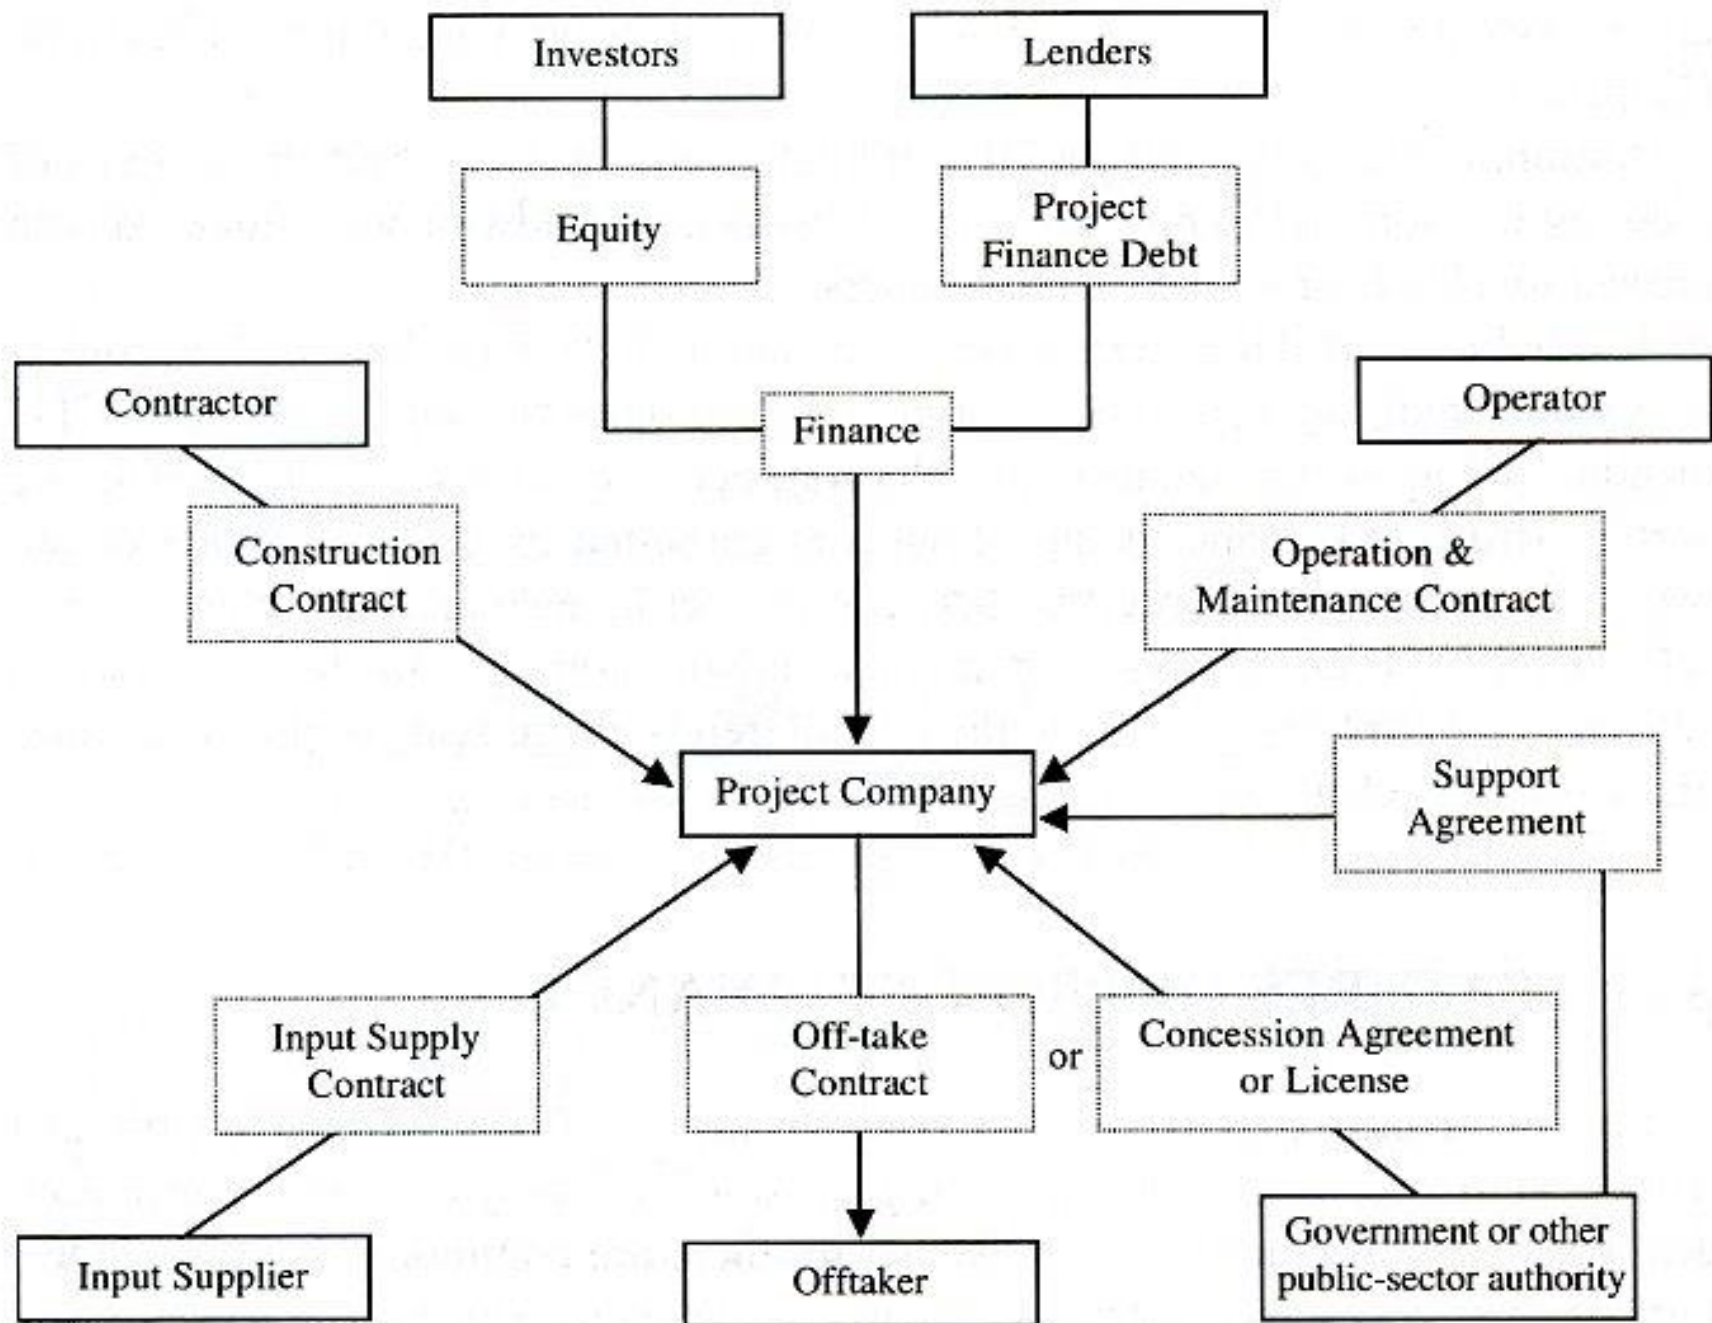 Investors
Lenders
Equity
Project
Finance Debt
Contractor
Finance
Operator
Construction
Contract
Operation &
Maintenance Contract
Project Company
Support
Agreement
Input Supply
Contract
Off-take
Contract
or
Concession Agreement
or License
Input Supplier
Offtaker
Government or other
public-sector authority